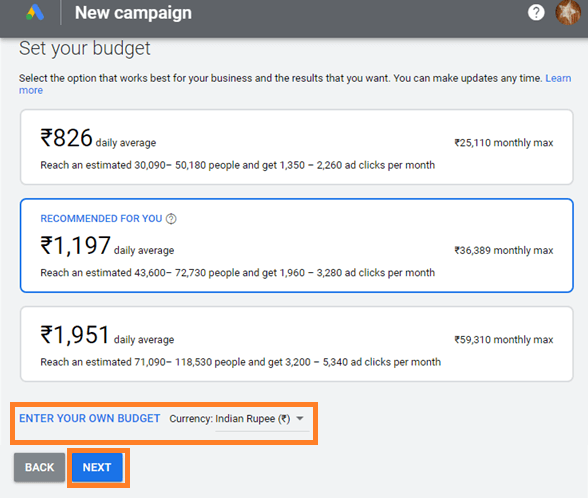 New campaign
Set your budget
Select the option that works best for your business and the results that you want. You can make updates any time. Learn
more
₹826 daily average ₹25,110 monthly max
Reach an estimated 30,090– 50,180 people and get 1,350 – 2,260 ad clicks per month
RECOMMENDED FOR YOU
₹1,197 daily average ₹36,389 monthly max
Reach an estimated 43,600– 72,730 people and get 1,960 – 3,280 ad clicks per month
₹1,951 daily average ₹59,310 monthly max
Reach an estimated 71,090– 118,530 people and get 3,200 – 5,340 ad clicks per month
ENTER YOUR OWN BUDGET Currency: Indian Rupee (₹)
BACK NEXT